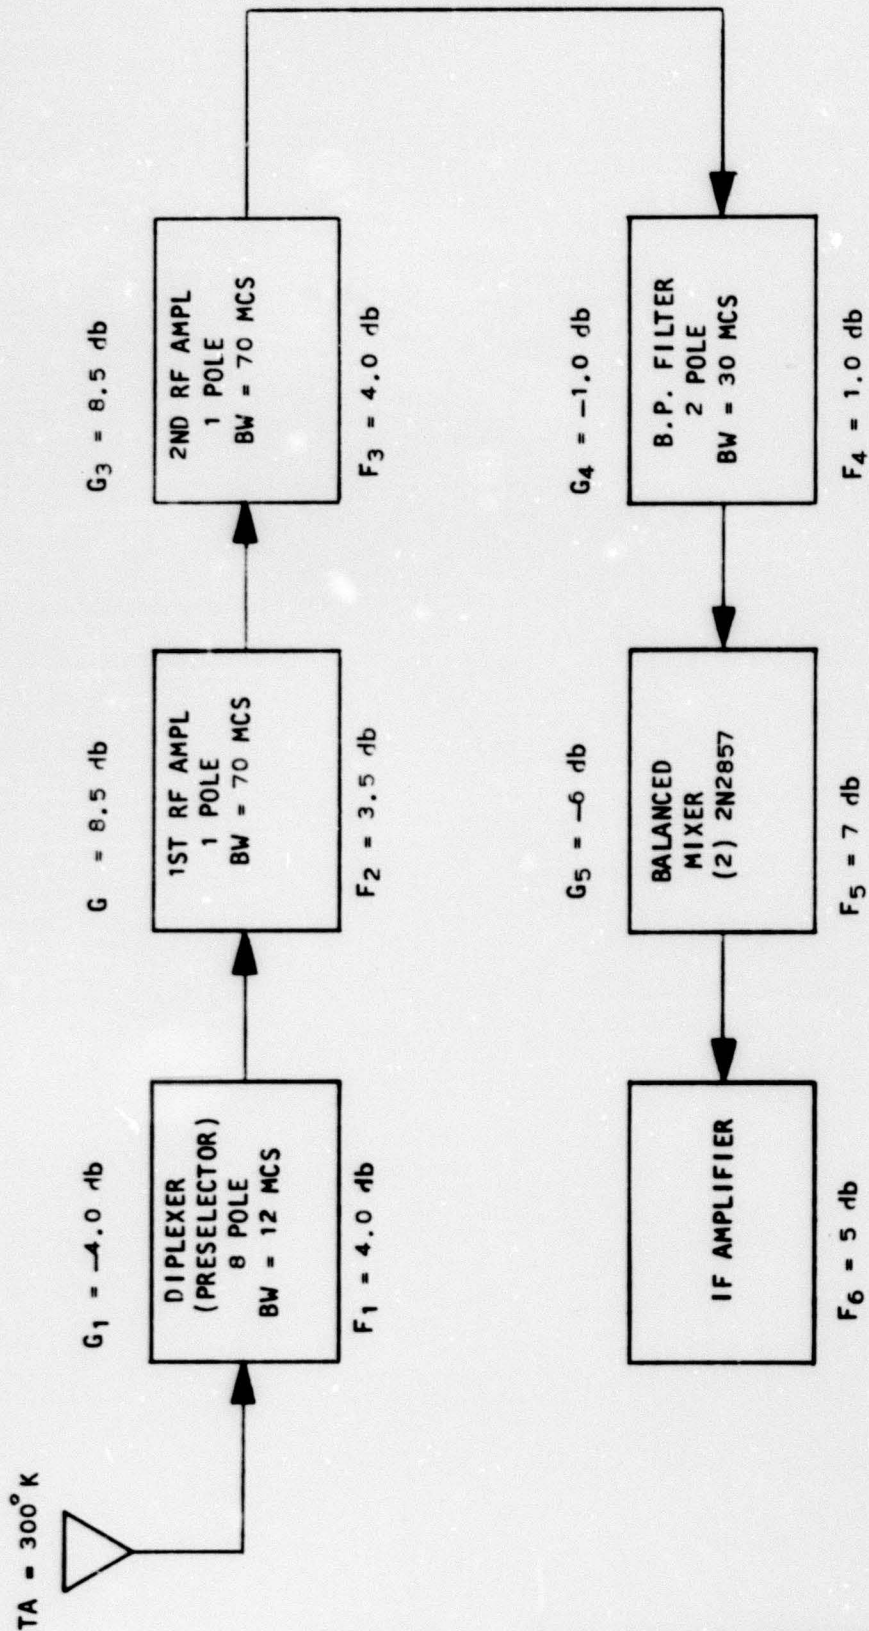 TA = 300° K
G1 = -4.0 db
DIPLEXER
(PRESELECTOR)
8 POLE
BW = 12 MCS
F1 = 4.0 db
G = 8.5 db
1ST RF AMPL
1 POLE
BW = 70 MCS
F2 = 3.5 db
G3 = 8.5 db
2ND RF AMPL
1 POLE
BW = 70 MCS
F3 = 4.0 db
G4 = -1.0 db
B.P. FILTER
2 POLE
BW = 30 MCS
F4 = 1.0 db
G5 = -6 db
BALANCED
MIXER
(2) 2N2857
F5 = 7 db
IF AMPLIFIER
F6 = 5 db